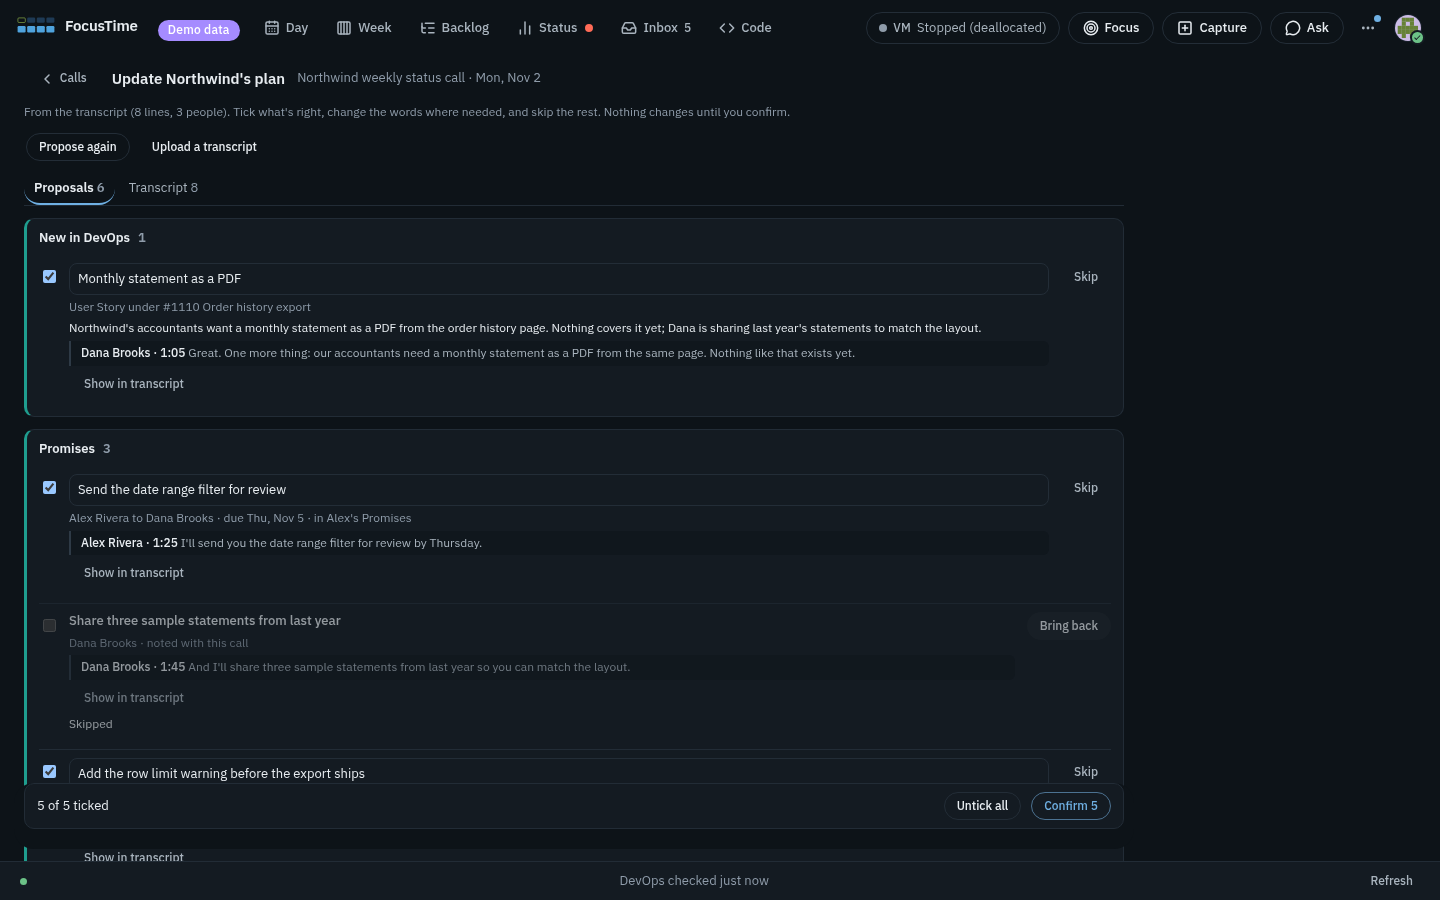 FocusTime
Demo data
Day
Week
Backlog
Status
Inbox 5
Code
VM Stopped (deallocated)
Focus
Capture
Ask
Calls
Update Northwind's plan
Northwind weekly status call · Mon, Nov 2
From the transcript (8 lines, 3 people). Tick what's right, change the words where needed, and skip the rest. Nothing changes until you confirm.
Propose again
Upload a transcript
Proposals 6
Transcript 8
New in DevOps 1
Monthly statement as a PDF
Skip
User Story under #1110 Order history export
Northwind's accountants want a monthly statement as a PDF from the order history page. Nothing covers it yet; Dana is sharing last year's statements to match the layout.
Dana Brooks · 1:05 Great. One more thing: our accountants need a monthly statement as a PDF from the same page. Nothing like that exists yet.
Show in transcript
Promises 3
Send the date range filter for review
Skip
Alex Rivera to Dana Brooks · due Thu, Nov 5 · in Alex's Promises
Alex Rivera · 1:25 I'll send you the date range filter for review by Thursday.
Show in transcript
Share three sample statements from last year
Bring back
Dana Brooks · noted with this call
Dana Brooks · 1:45 And I'll share three sample statements from last year so you can match the layout.
Show in transcript
Skipped
Add the row limit warning before the export ships
Skip
5 of 5 ticked
Untick all
Confirm 5
Show in transcript
DevOps checked just now
Refresh